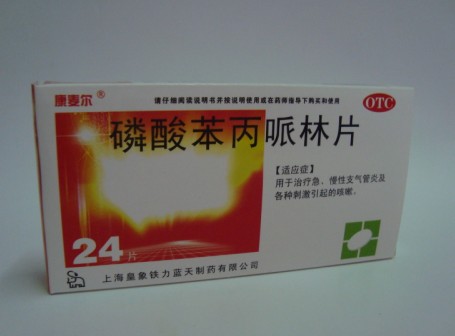 康麦尔®
请仔细阅读说明书并按说明使用或在药师指导下购买和使用
OTC
磷酸苯丙哌林片
【适应症】
用于治疗急、慢性支气管炎及
各种刺激引起的咳嗽。
24片
上海皇象铁力蓝天制药有限公司